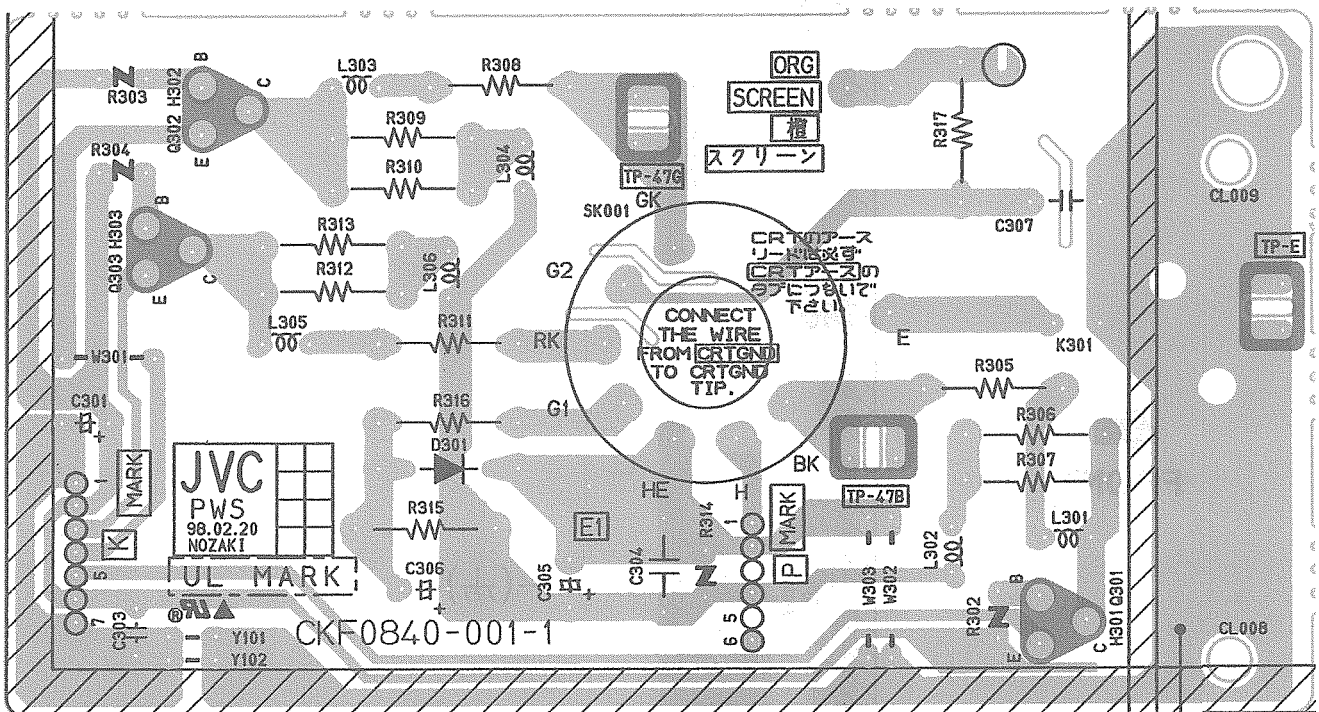 L303
R308
ORG
SCREEN
橙
スクリーン
B
C
H302
R303
Q302
E
R304
R309
R310
L304
TP-47G
GK
SK001
R317
C307
CL009
TP-E
B
H303
Q303
C
E
R313
R312
L306
G2
CRTのアース
リードは必ず
CRTアースの
タブにつないで
下さい
L305
R311
RK
CONNECT
THE WIRE
FROM CRTGND
TO CRTGND
TIP.
E
K301
W301
R305
C301
+
R316
G1
R306
D301
BK
R307
JVC
PWS
98.02.20
NOZAKI
1
MARK
K
5
7
HE
H
TP-47B
R315
E1
R314
1
MARK
P
5
6
L302
L301
UL MARK
C306
+
C305
+
C304
W303
W302
B
R302
H301
Q301
C
E
®
C303
Y101
Y102
CKF0840-001-1
CL008